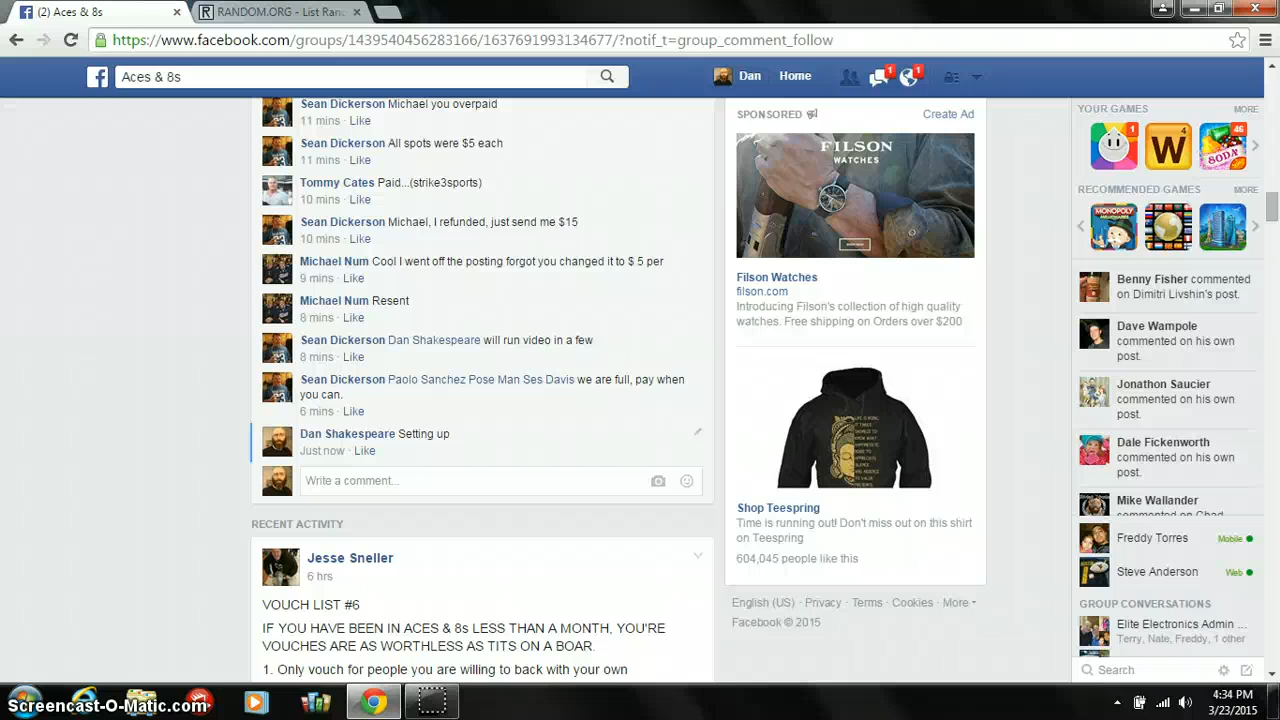 (2) Aces & 8s
RANDOM.ORG - List Ran
https://www.facebook.com/groups/1439540456283166/1637691993134677/?notif_t=group_comment_follow
Aces & 8s
Dan Home
1
1
Sean Dickerson Michael you overpaid
11 mins · Like
Sean Dickerson All spots were $5 each
11 mins · Like
Tommy Cates Paid...(strike3sports)
10 mins · Like
Sean Dickerson Michael, I refunded, just send me $15
10 mins · Like
Michael Num Cool I went off the posting forgot you changed it to $ 5 per
9 mins · Like
Michael Num Resent
8 mins · Like
Sean Dickerson Dan Shakespeare will run video in a few
8 mins · Like
Sean Dickerson Paolo Sanchez Pose Man Ses Davis we are full, pay when
you can.
6 mins · Like
Dan Shakespeare Setting up
Just now · Like
Write a comment...
RECENT ACTIVITY
Jesse Sneller
6 hrs
VOUCH LIST #6
IF YOU HAVE BEEN IN ACES & 8s LESS THAN A MONTH, YOU'RE
VOUCHES ARE AS WORTHLESS AS TITS ON A BOAR.
1. Only vouch for people you are willing to back with your own
SPONSORED
Create Ad
FILSON
WATCHES
Filson Watches
filson.com
Introducing Filson's collection of high quality
watches. Free shipping on Orders over $200
Shop Teespring
Time is running out! Don't miss out on this shirt
on Teespring
604,045 people like this
English (US) · Privacy · Terms · Cookies · More
Facebook © 2015
YOUR GAMES
MORE
1
W
46
SODA
RECOMMENDED GAMES
MORE
MONOPOLY
Benny Fisher commented
on Dimitri Livshin's post.
Dave Wampole
commented on his own
post.
Jonathon Saucier
commented on his own
post.
Dale Fickenworth
commented on his own
post.
Mike Wallander
commented on Chad
Freddy Torres
Mobile
Steve Anderson
Web
GROUP CONVERSATIONS
Elite Electronics Admin ...
Terry, Nate, Freddy, 1 other
Search
Screencast-O-Matic.com
4:34 PM
3/23/2015